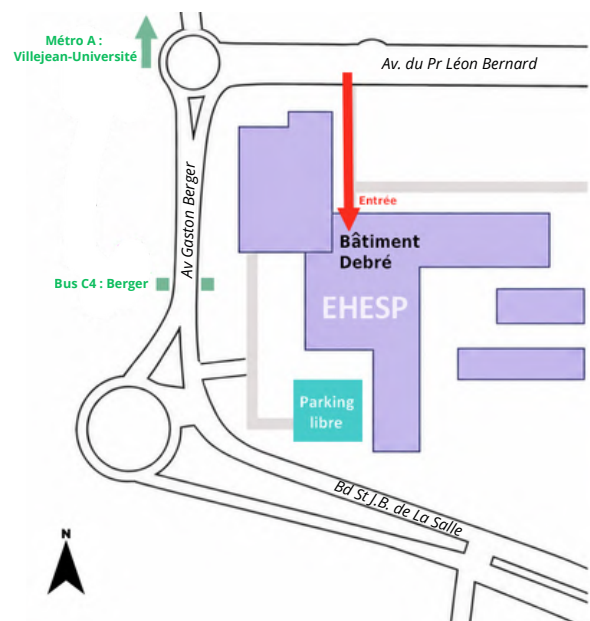 Métro A :
Villejean-Université
Av. du Pr Léon Bernard
Av Gaston Berger
Entrée
Bâtiment
Debré
Bus C4 : Berger
EHESP
Parking
libre
Bd St J.B. de La Salle
N